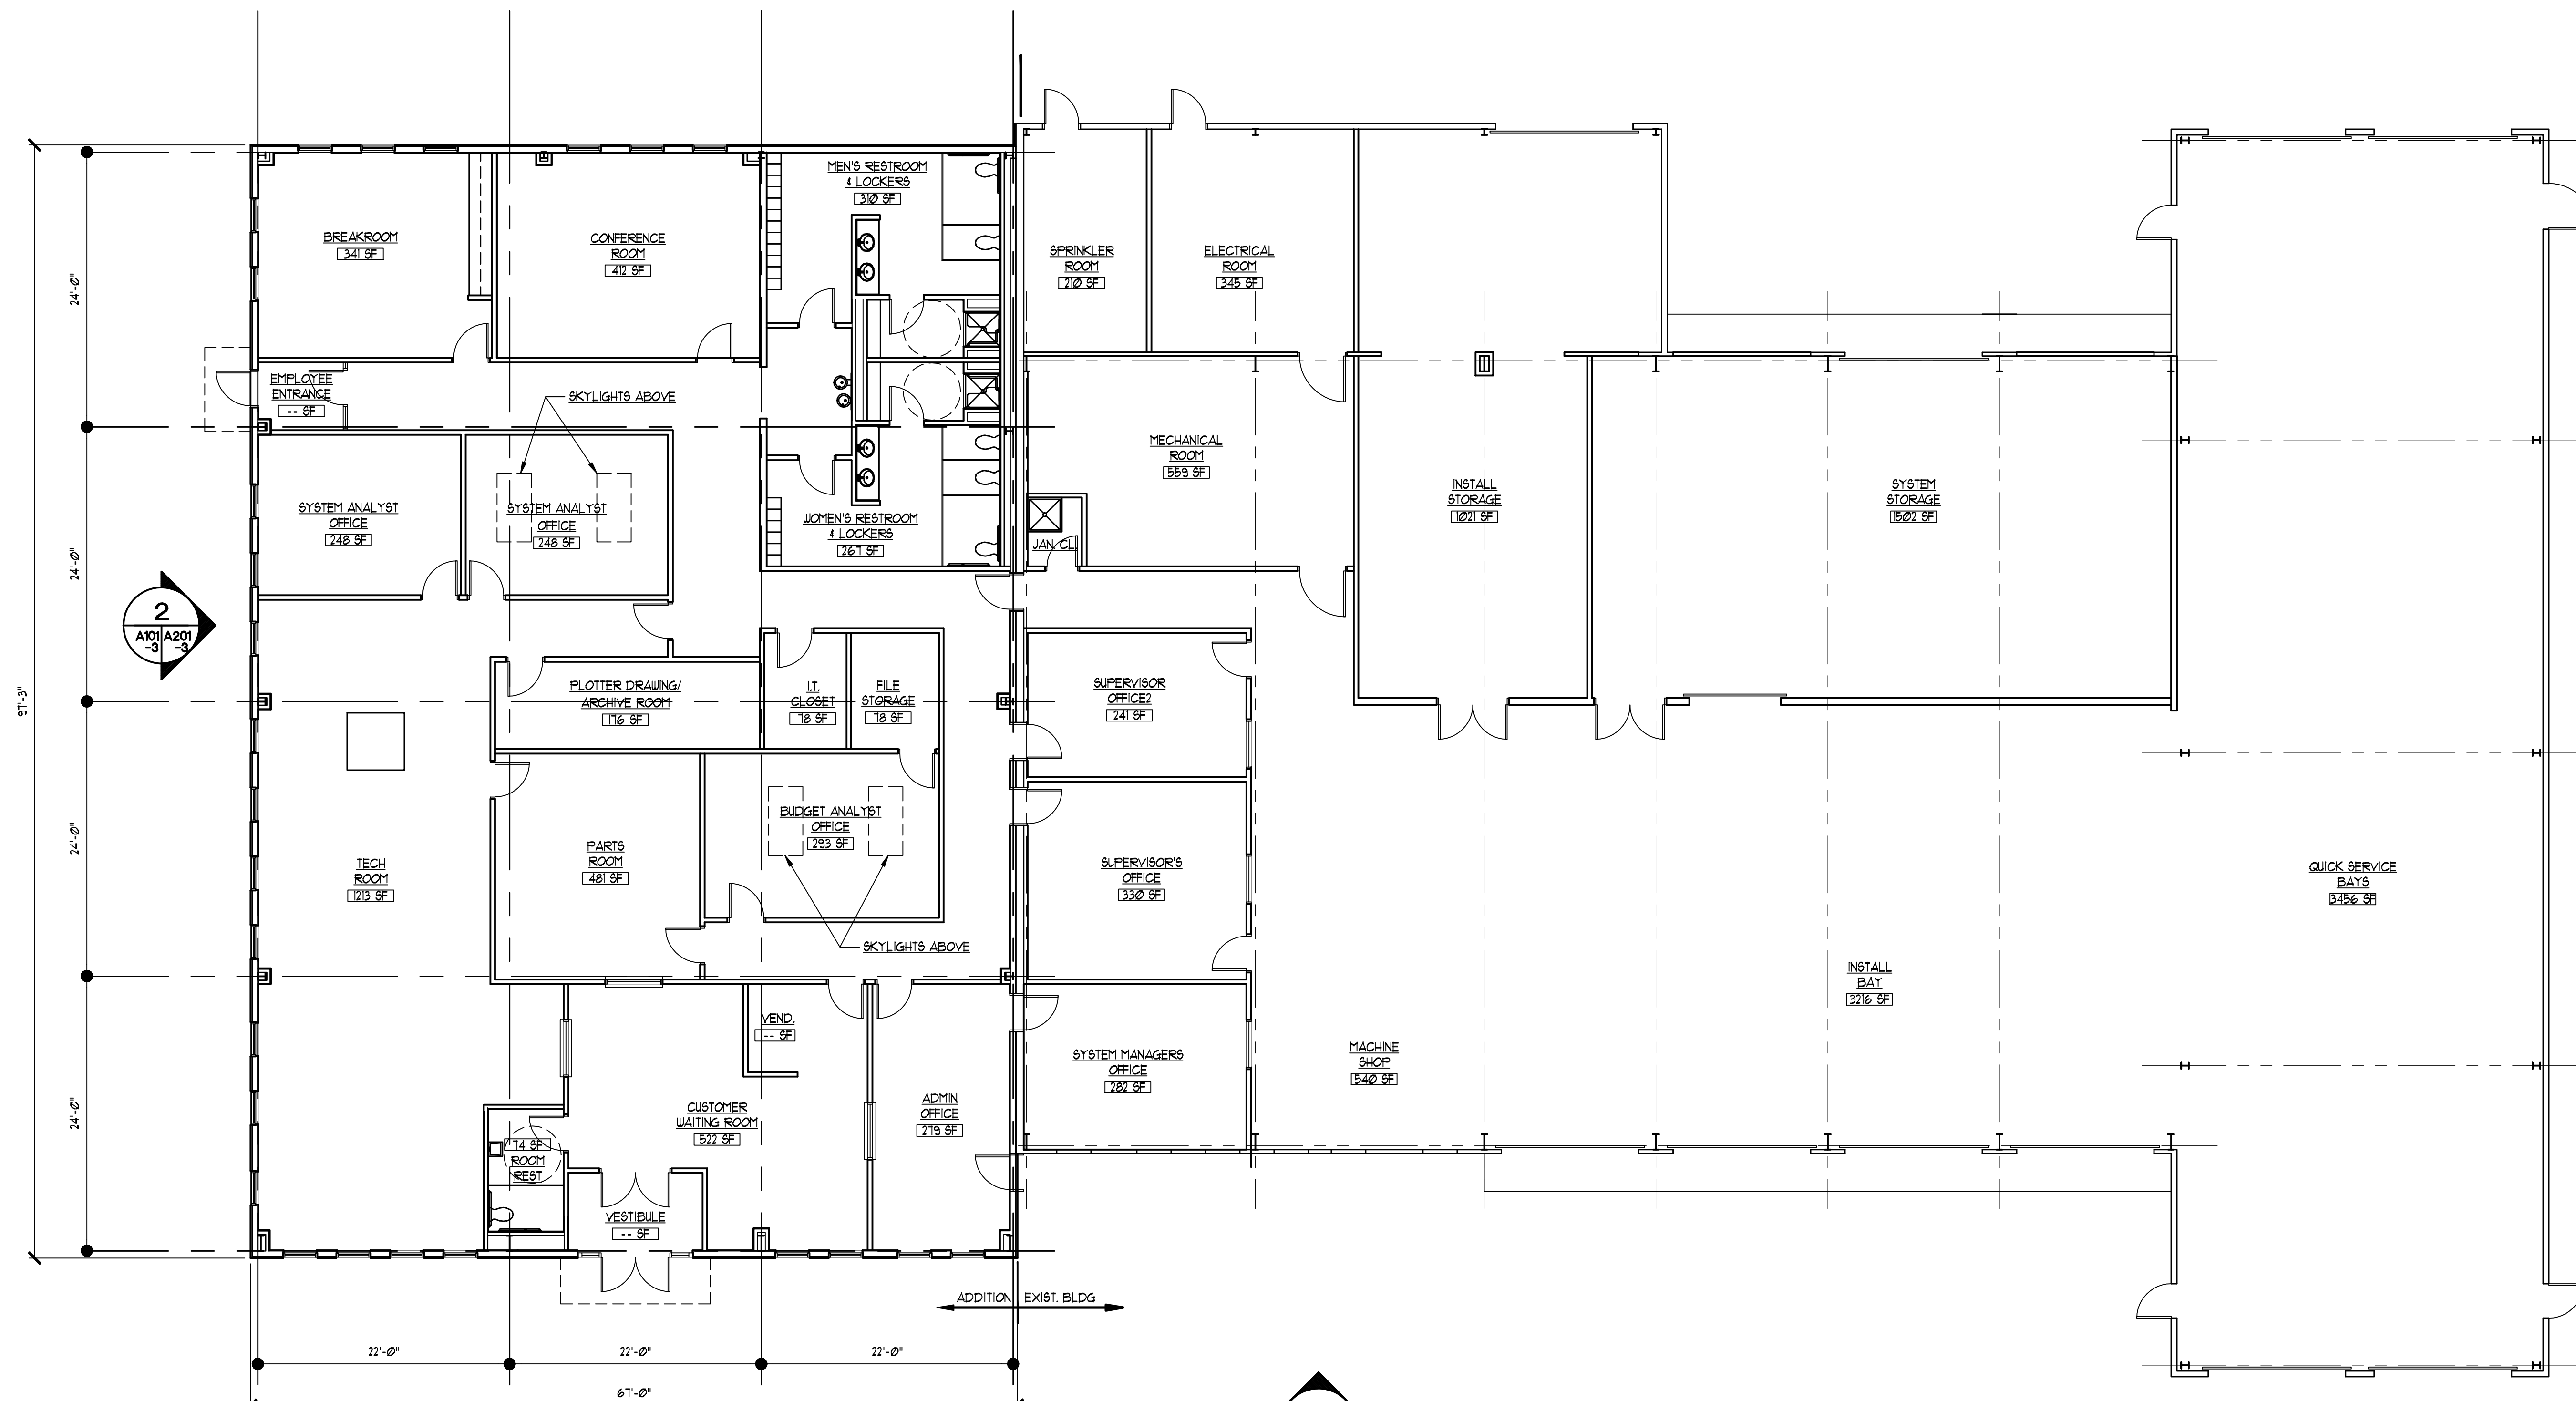 MEN'S RESTROOM
& LOCKERS
310 SF
BREAKROOM
341 SF
CONFERENCE
ROOM
412 SF
SPRINKLER
ROOM
210 SF
ELECTRICAL
ROOM
345 SF
24'-0"
EMPLOYEE
ENTRANCE
-- SF
SKYLIGHTS ABOVE
MECHANICAL
ROOM
559 SF
SYSTEM ANALYST
OFFICE
248 SF
SYSTEM ANALYST
OFFICE
248 SF
WOMEN'S RESTROOM
& LOCKERS
267 SF
JAN. CL.
INSTALL
STORAGE
1021 SF
SYSTEM
STORAGE
1502 SF
24'-0"
2
A101 A201
-3 -3
97'-3"
PLOTTER DRAWING/
ARCHIVE ROOM
176 SF
I.T.
CLOSET
78 SF
FILE
STORAGE
78 SF
SUPERVISOR
OFFICE2
241 SF
24'-0"
TECH
ROOM
1213 SF
PARTS
ROOM
481 SF
BUDGET ANALYST
OFFICE
293 SF
SKYLIGHTS ABOVE
SUPERVISOR'S
OFFICE
330 SF
QUICK SERVICE
BAYS
3456 SF
INSTALL
BAY
3216 SF
VEND.
-- SF
SYSTEM MANAGERS
OFFICE
282 SF
MACHINE
SHOP
540 SF
24'-0"
CUSTOMER
WAITING ROOM
522 SF
ADMIN
OFFICE
279 SF
74 SF
ROOM
REST
VESTIBULE
-- SF
ADDITION EXIST. BLDG
22'-0" 22'-0" 22'-0"
67'-0"